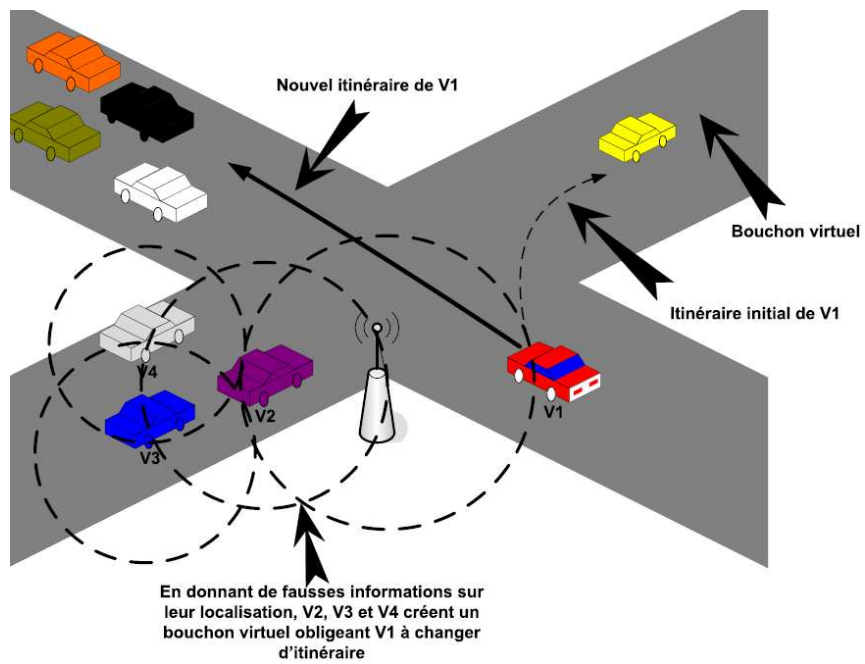 Nouvel itinéraire de V1
Bouchon virtuel
Itinéraire initial de V1
V4
V2
V1
V3
En donnant de fausses informations sur
leur localisation, V2, V3 et V4 créent un
bouchon virtuel obligeant V1 à changer
d'itinéraire